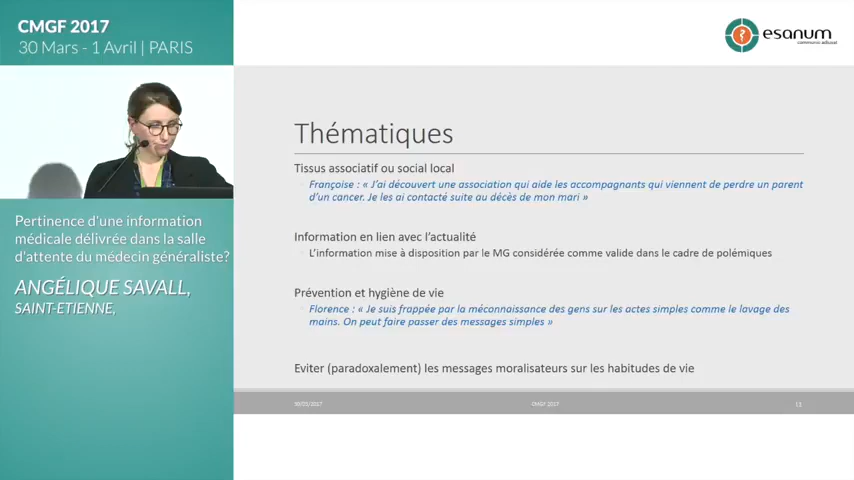 CMGF 2017
30 Mars - 1 Avril | PARIS
esanum
communio adiuvat
Pertinence d'une information
médicale délivrée dans la salle
d'attente du médecin généraliste?
ANGÉLIQUE SAVALL,
SAINT-ETIENNE,
Thématiques
Tissus associatif ou social local
Françoise : « J'ai découvert une association qui aide les accompagnants qui viennent de perdre un parent
d'un cancer. Je les ai contacté suite au décès de mon mari »
Information en lien avec l'actualité
L'information mise à disposition par le MG considérée comme valide dans le cadre de polémiques
Prévention et hygiène de vie
Florence : « Je suis frappée par la méconnaissance des gens sur les actes simples comme le lavage des
mains. On peut faire passer des messages simples »
Eviter (paradoxalement) les messages moralisateurs sur les habitudes de vie
CMGF 2017